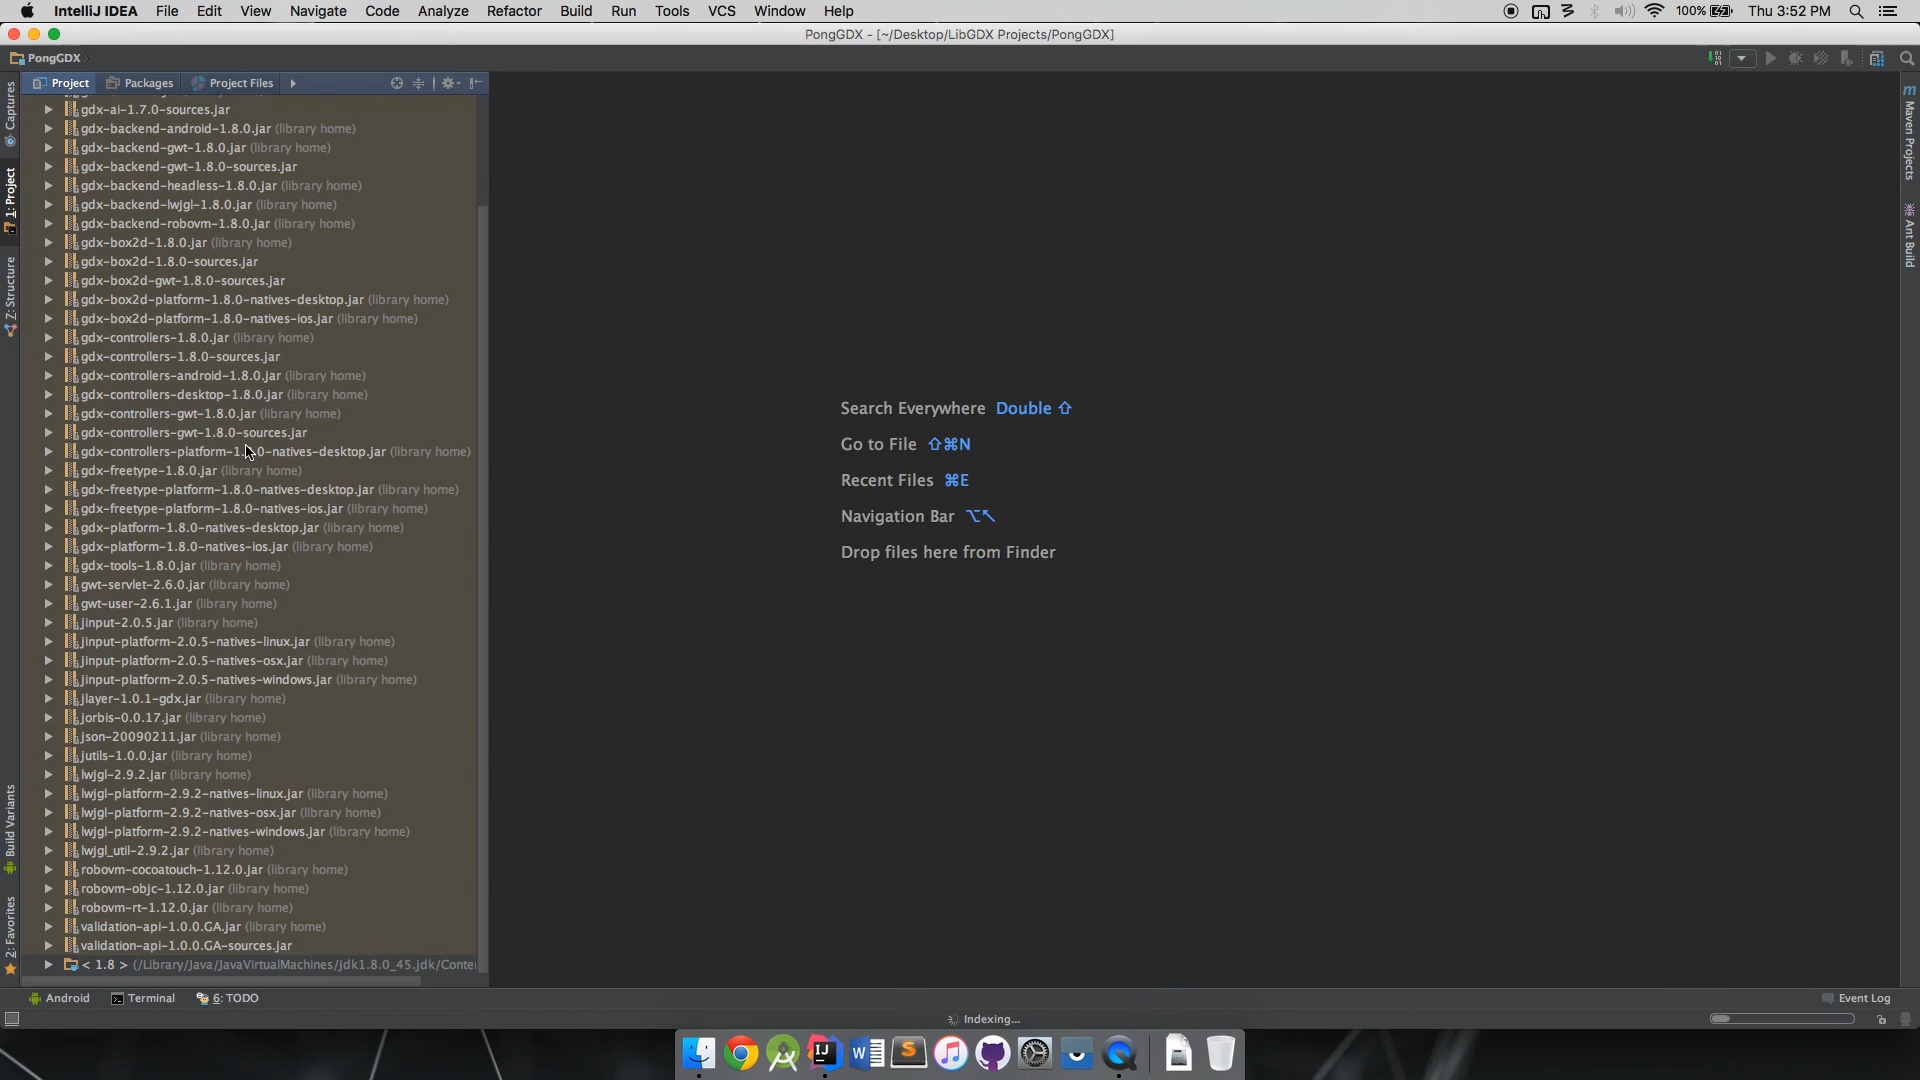 IntelliJ IDEA File Edit View Navigate Code Analyze Refactor Build Run Tools VCS Window Help 100% Thu 3:52 PM
PongGDX - [~/Desktop/LibGDX Projects/PongGDX]
PongGDX
Project Packages Project Files
gdx-ai-1.7.0-sources.jar
gdx-backend-android-1.8.0.jar (library home)
gdx-backend-gwt-1.8.0.jar (library home)
gdx-backend-gwt-1.8.0-sources.jar
gdx-backend-headless-1.8.0.jar (library home)
gdx-backend-lwjgl-1.8.0.jar (library home)
gdx-backend-robovm-1.8.0.jar (library home)
gdx-box2d-1.8.0.jar (library home)
gdx-box2d-1.8.0-sources.jar
gdx-box2d-gwt-1.8.0-sources.jar
gdx-box2d-platform-1.8.0-natives-desktop.jar (library home)
gdx-box2d-platform-1.8.0-natives-ios.jar (library home)
gdx-controllers-1.8.0.jar (library home)
gdx-controllers-1.8.0-sources.jar
gdx-controllers-android-1.8.0.jar (library home)
gdx-controllers-desktop-1.8.0.jar (library home)
gdx-controllers-gwt-1.8.0.jar (library home)
gdx-controllers-gwt-1.8.0-sources.jar
gdx-controllers-platform-1.8.0-natives-desktop.jar (library home)
gdx-freetype-1.8.0.jar (library home)
gdx-freetype-platform-1.8.0-natives-desktop.jar (library home)
gdx-freetype-platform-1.8.0-natives-ios.jar (library home)
gdx-platform-1.8.0-natives-desktop.jar (library home)
gdx-platform-1.8.0-natives-ios.jar (library home)
gdx-tools-1.8.0.jar (library home)
gwt-servlet-2.6.0.jar (library home)
gwt-user-2.6.1.jar (library home)
jinput-2.0.5.jar (library home)
jinput-platform-2.0.5-natives-linux.jar (library home)
jinput-platform-2.0.5-natives-osx.jar (library home)
jinput-platform-2.0.5-natives-windows.jar (library home)
jlayer-1.0.1-gdx.jar (library home)
jorbis-0.0.17.jar (library home)
json-20090211.jar (library home)
jutils-1.0.0.jar (library home)
lwjgl-2.9.2.jar (library home)
lwjgl-platform-2.9.2-natives-linux.jar (library home)
lwjgl-platform-2.9.2-natives-osx.jar (library home)
lwjgl-platform-2.9.2-natives-windows.jar (library home)
lwjgl_util-2.9.2.jar (library home)
robovm-cocoatouch-1.12.0.jar (library home)
robovm-objc-1.12.0.jar (library home)
robovm-rt-1.12.0.jar (library home)
validation-api-1.0.0.GA.jar (library home)
validation-api-1.0.0.GA-sources.jar
< 1.8 > (/Library/Java/JavaVirtualMachines/jdk1.8.0_45.jdk/Conte
Captures
1: Project
Z: Structure
Build Variants
2: Favorites
Search Everywhere Double ⇧
Go to File ⇧⌘N
Recent Files ⌘E
Navigation Bar ⌥↖
Drop files here from Finder
m Maven Projects
Ant Build
Android Terminal 6: TODO Event Log
Indexing...
IJ W S